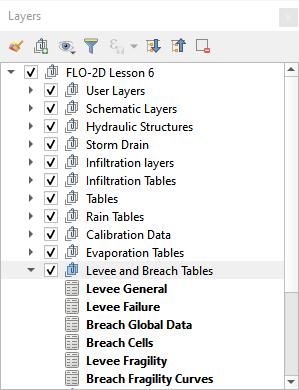 Layers
FLO-2D Lesson 6
User Layers
Schematic Layers
Hydraulic Structures
Storm Drain
Infiltration layers
Infiltration Tables
Tables
Rain Tables
Calibration Data
Evaporation Tables
Levee and Breach Tables
Levee General
Levee Failure
Breach Global Data
Breach Cells
Levee Fragility
Breach Fragility Curves